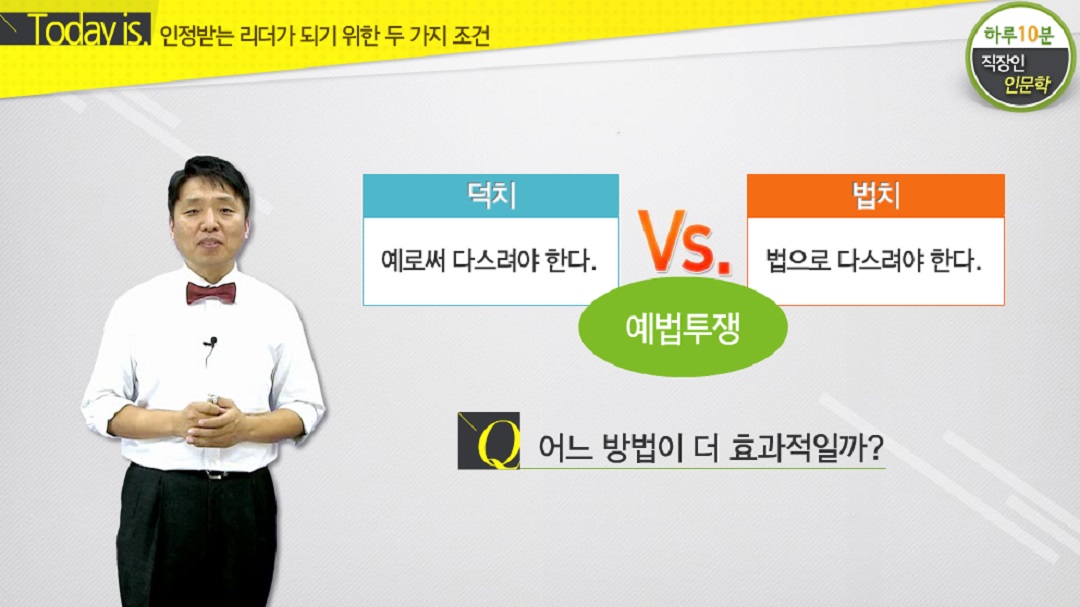 Today is. 인정받는 리더가 되기 위한 두 가지 조건
하루10분
직장인
인문학
덕치
예로써 다스려야 한다.
Vs.
법치
법으로 다스려야 한다.
예법투쟁
Q 어느 방법이 더 효과적일까?